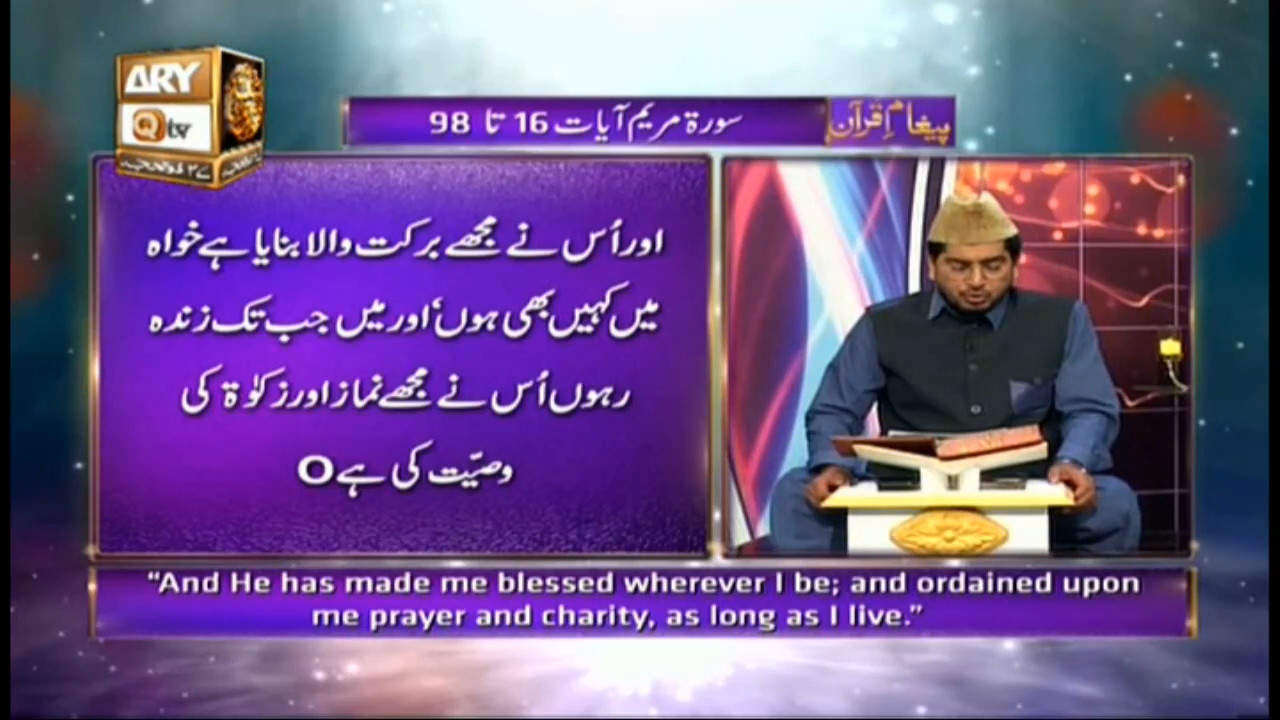 ARY
Qtv
پیغامِ قرآن
سورۃ مریم آیات 16 تا 98
اور اُس نے مجھے برکت والا بنایا ہے خواہ
میں کہیں بھی ہوں‘ اور میں جب تک زندہ
رہوں اُس نے مجھے نماز اور زکوٰۃ کی
وصیّت کی ہے O
“And He has made me blessed wherever I be; and ordained upon
me prayer and charity, as long as I live.”